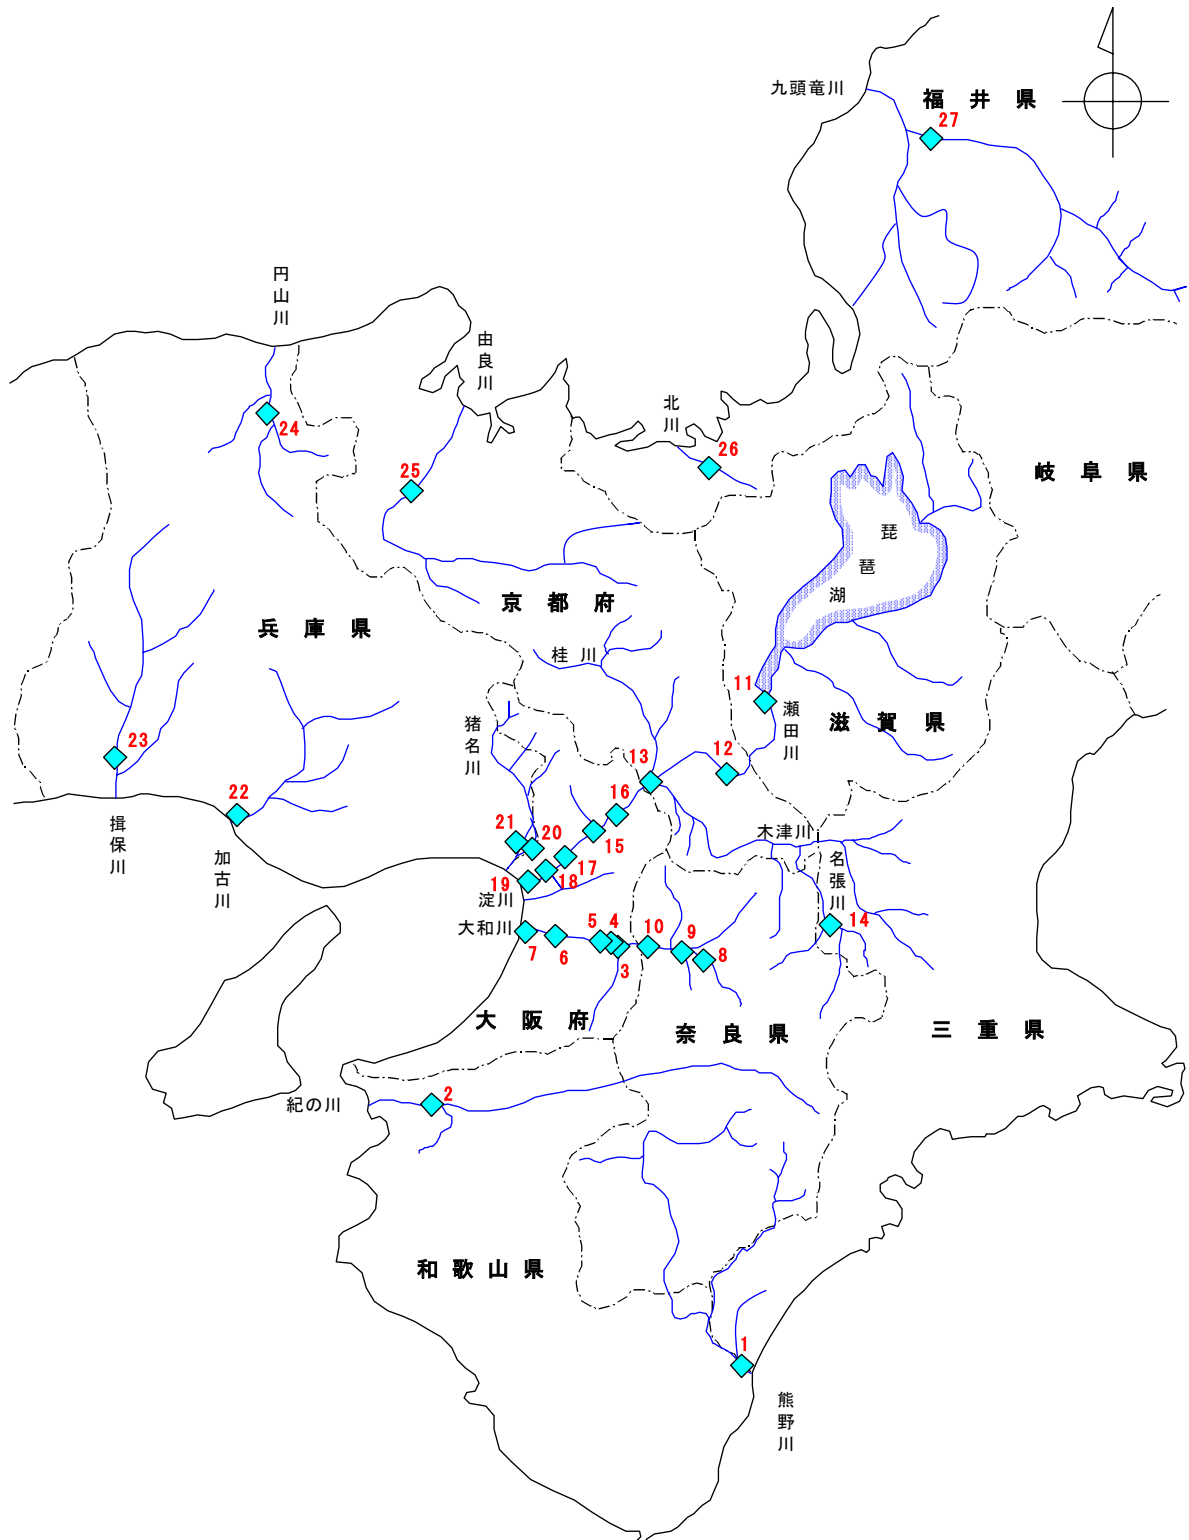 九頭竜川
福井県
27
円山川
由良川
北川
24
25
26
岐阜県
琵琶湖
京都府
兵庫県
桂川
11
瀬田川
滋賀県
猪名川
23
13
12
22
16
揖保川
加古川
21
20
15
木津川
名張川
17
18
19
淀川
大和川
14
5
4
10
9
7
6
3
8
大阪府
奈良県
三重県
2
紀の川
和歌山県
1
熊野川